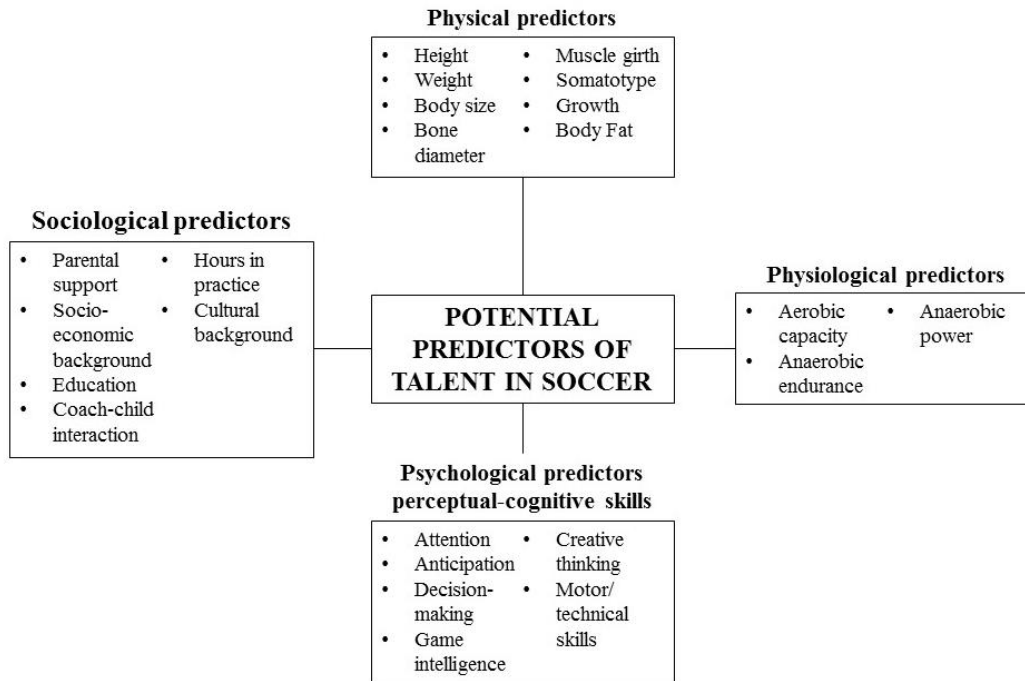 Physical predictors
• Height
• Weight
• Body size
• Bone
diameter
• Muscle girth
• Somatotype
• Growth
• Body Fat
Sociological predictors
• Parental
support
• Socio-
economic
background
• Education
• Coach-child
interaction
• Hours in
practice
• Cultural
background
POTENTIAL
PREDICTORS OF
TALENT IN SOCCER
Physiological predictors
• Aerobic
capacity
• Anaerobic
endurance
• Anaerobic
power
Psychological predictors
perceptual-cognitive skills
• Attention
• Anticipation
• Decision-
making
• Game
intelligence
• Creative
thinking
• Motor/
technical
skills